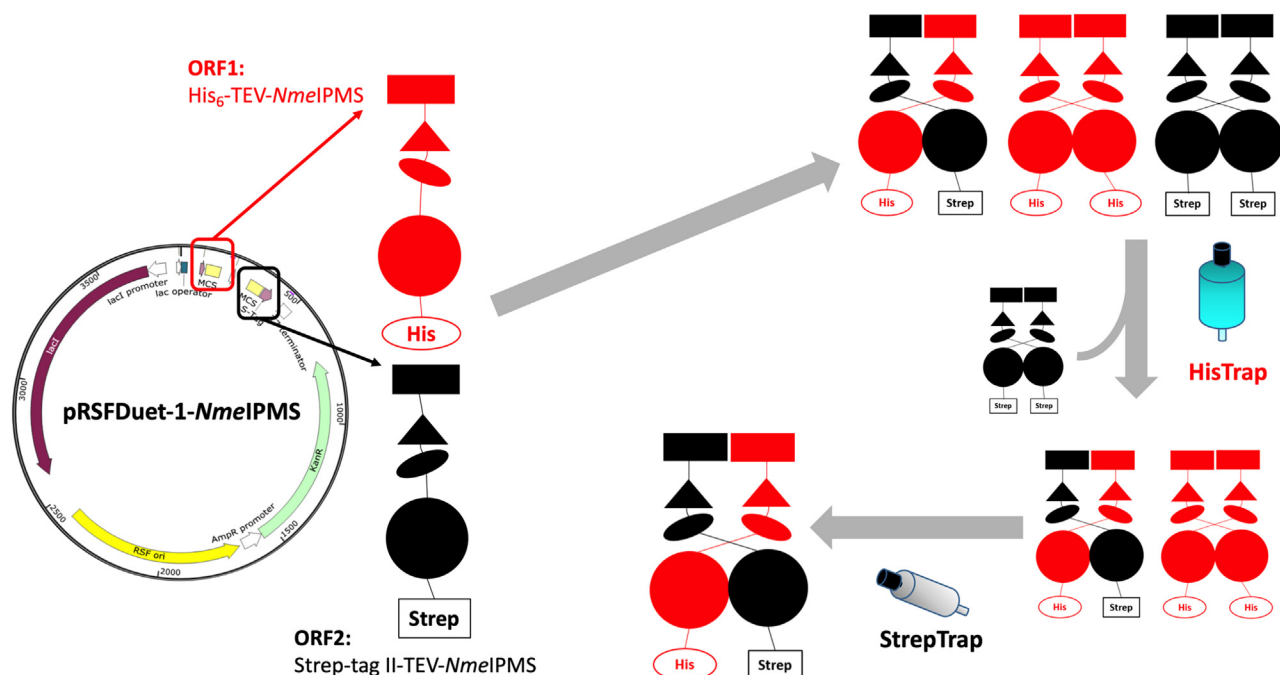 ORF1:
His₆-TEV-NmeIPMS
His
Strep
ORF2:
Strep-tag II-TEV-NmeIPMS
pRSFDuet-1-NmeIPMS
lacI promoter
lac operator
MCS
MCS
S-Tag
terminator
KanR
AmpR promoter
RSF ori
lacI
500
1000
1500
2000
2500
3000
3500
His
Strep
His
His
Strep
Strep
HisTrap
Strep
Strep
His
Strep
His
His
StrepTrap
His
Strep